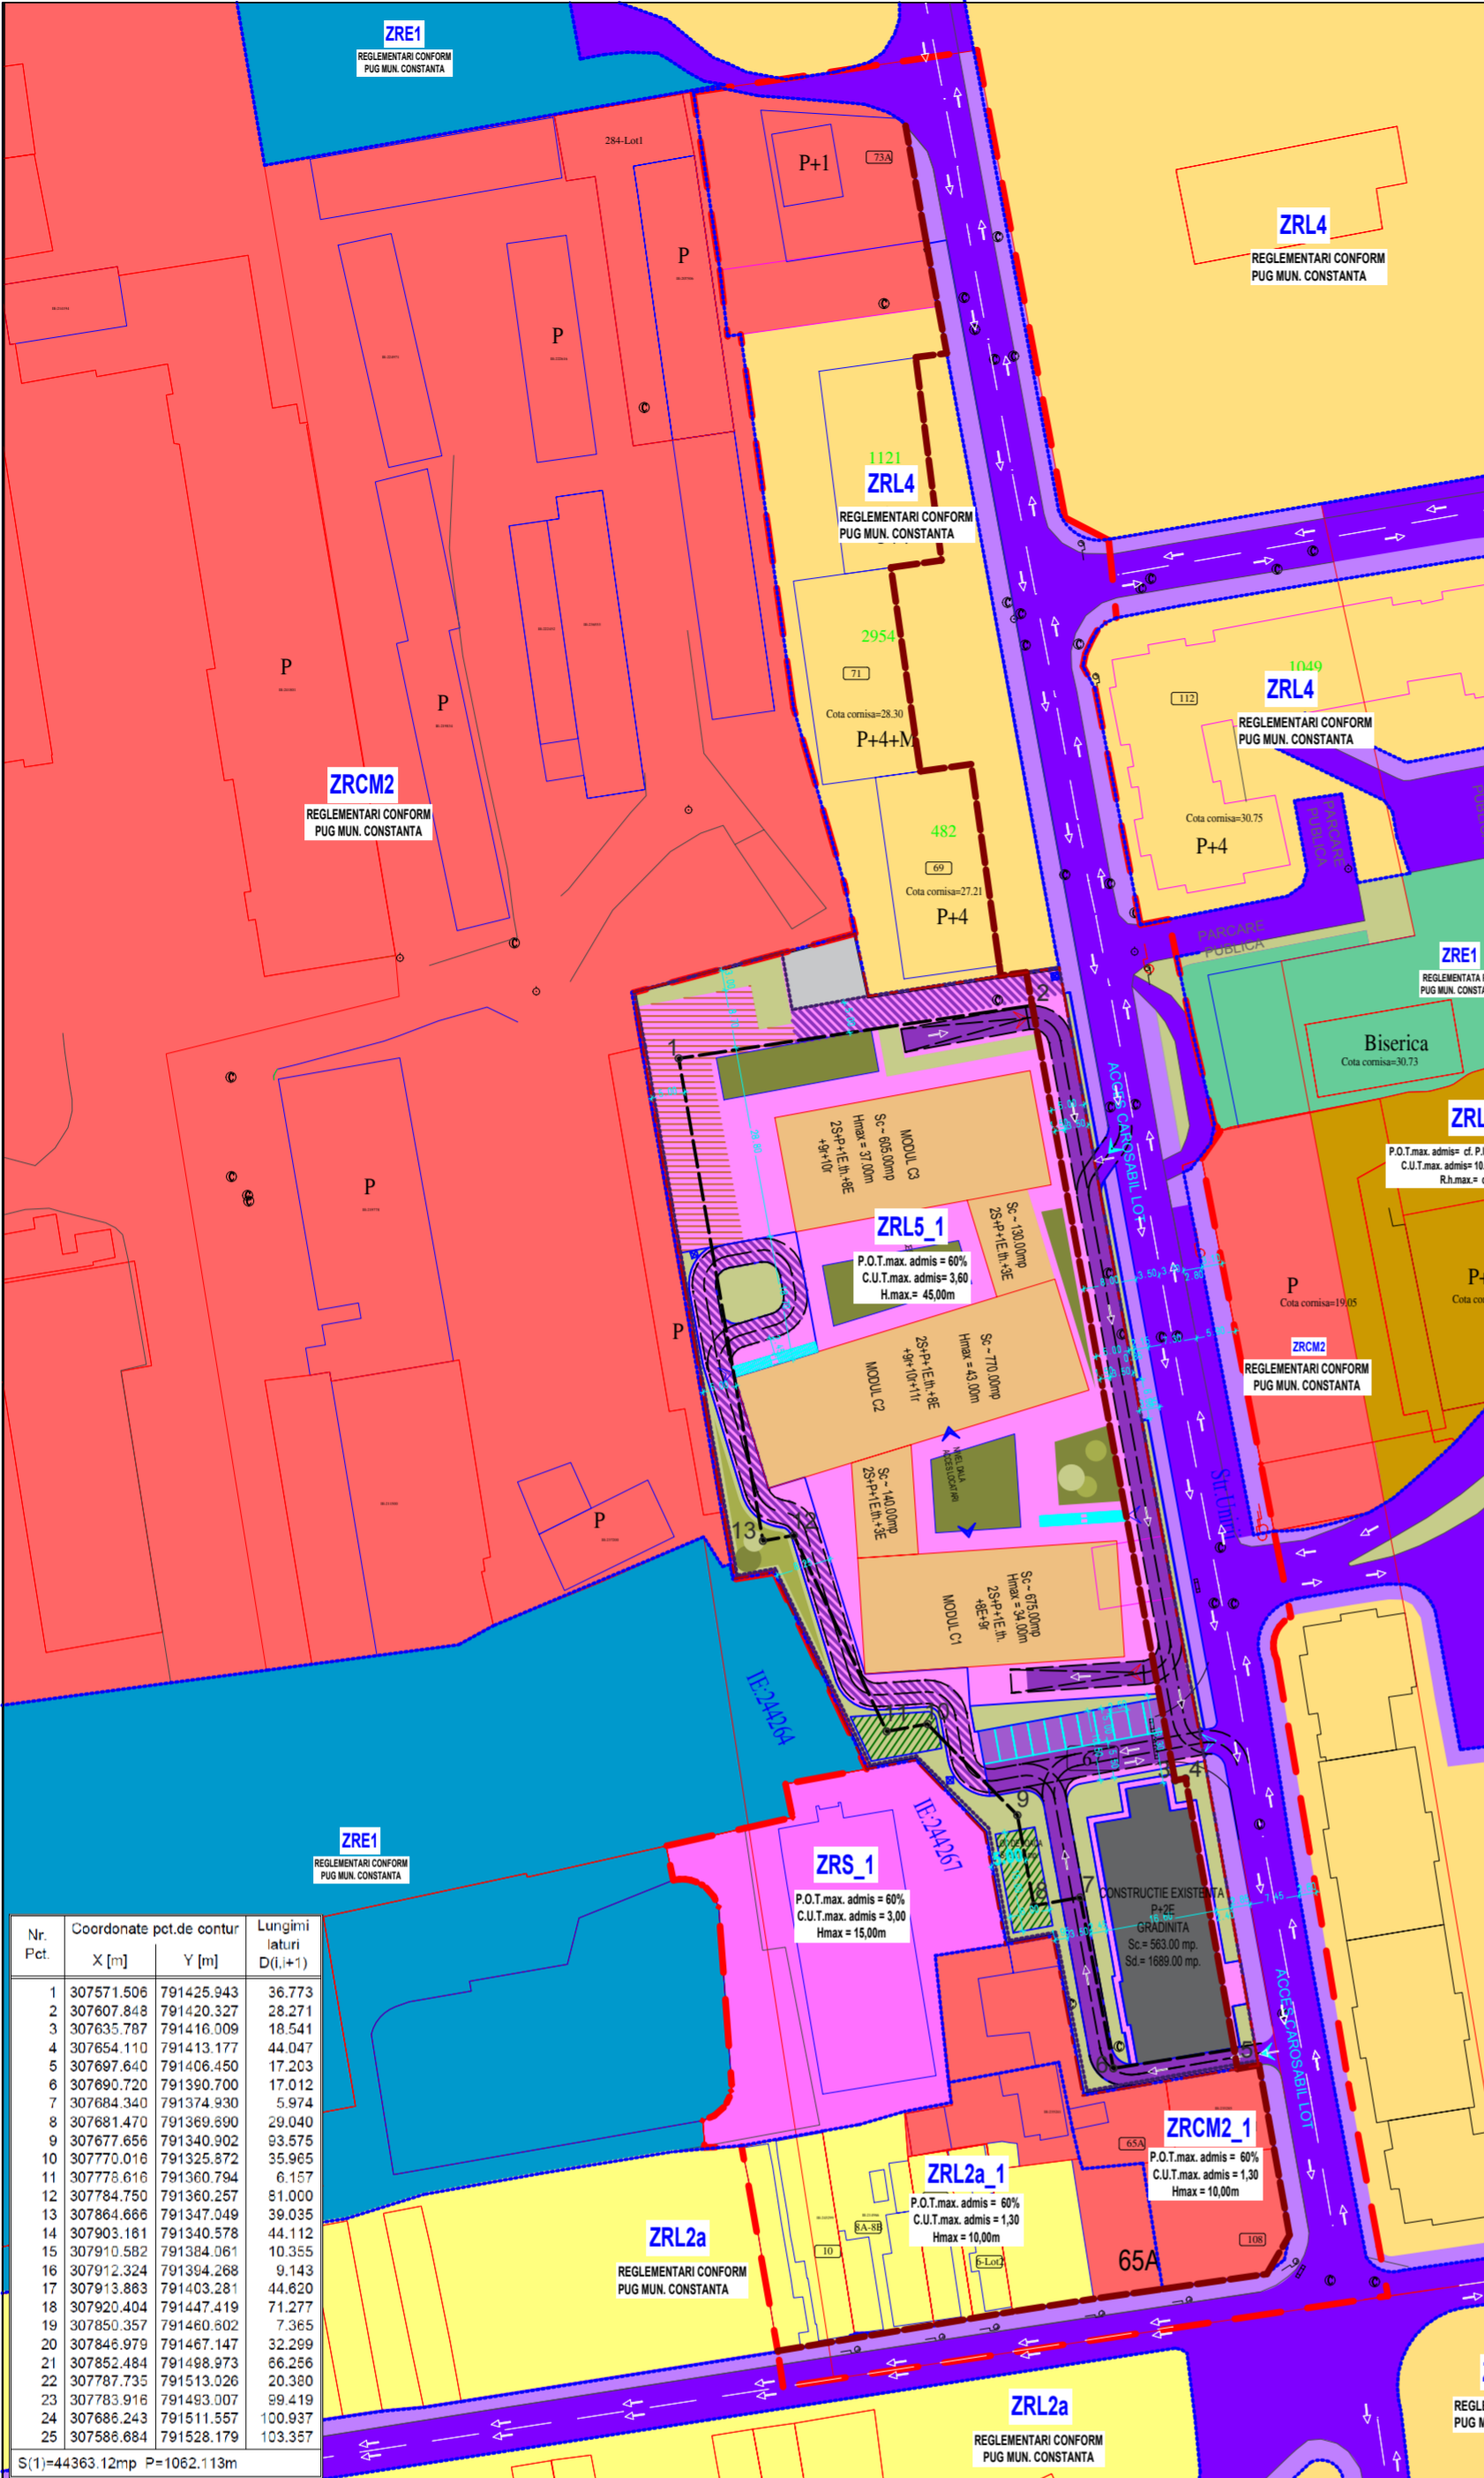 ZRE1
REGLEMENTARI CONFORM
PUG MUN. CONSTANTA
284-Lot1
P+1
73A
P
P
ZRL4
REGLEMENTARI CONFORM
PUG MUN. CONSTANTA
1121
ZRL4
REGLEMENTARI CONFORM
PUG MUN. CONSTANTA
2954
71
Cota cornisa=28.30
P+4+M
P
P
ZRCM2
REGLEMENTARI CONFORM
PUG MUN. CONSTANTA
1049
ZRL4
112
REGLEMENTARI CONFORM
PUG MUN. CONSTANTA
Cota cornisa=30.75
P+4
PARCARE
PUBLICA
482
69
Cota cornisa=27.21
P+4
PARCARE
PUBLICA
ZRE1
Biserica
Cota cornisa=30.73
1
2
ACCES CAROSABIL LOT
MODUL C3
Sc~ 605.00mp
Hmax = 37.00m
2S+P+1E.th.+8E
+9r+10r
Sc~ 130.00mp
2S+P+1E.th.+3E
P
ZRL5_1
P.O.T.max. admis = 60%
C.U.T.max. admis= 3,60
H.max.= 45,00m
P
Cota cornisa=19.05
ZRCM2
REGLEMENTARI CONFORM
PUG MUN. CONSTANTA
P
Sc~ 770.00mp
Hmax = 43.00m
2S+P+1E.th.+8E
+9r+10r+11r
MODUL C2
Sc~ 140.00mp
2S+P+1E.th.+3E
P
13
12
Sc~ 675.00mp
Hmax = 34.00m
2S+P+1E.th.
+8E+9r
MODUL C1
IE:244264
11
10
3
4
9
IE:244267
ZRE1
REGLEMENTARI CONFORM
PUG MUN. CONSTANTA
ZRS_1
P.O.T.max. admis = 60%
C.U.T.max. admis = 3,00
Hmax = 15,00m
8
7
CONSTRUCTIE EXISTENTA
P+2E
GRADINITA
Sc.= 563.00 mp.
Sd.= 1689.00 mp.
5
6
ACCES CAROSABIL LOT
ZRCM2_1
65A
P.O.T.max. admis = 60%
C.U.T.max. admis = 1,30
Hmax = 10,00m
ZRL2a_1
P.O.T.max. admis = 60%
C.U.T.max. admis = 1,30
Hmax = 10,00m
8A-8B
10
6-Lot2
65A
108
ZRL2a
REGLEMENTARI CONFORM
PUG MUN. CONSTANTA
ZRL2a
REGLEMENTARI CONFORM
PUG MUN. CONSTANTA
Nr. Pct. Coordonate pct.de contur Lungimi laturi
X [m] Y [m] D(i,i+1)
1 307571.506 791425.943 36.773
2 307607.848 791420.327 28.271
3 307635.787 791416.009 18.541
4 307654.110 791413.177 44.047
5 307697.640 791406.450 17.203
6 307690.720 791390.700 17.012
7 307684.340 791374.930 5.974
8 307681.470 791369.690 29.040
9 307677.656 791340.902 93.575
10 307770.016 791325.872 35.965
11 307778.616 791360.794 6.157
12 307784.750 791360.257 81.000
13 307864.666 791347.049 39.035
14 307903.161 791340.578 44.112
15 307910.582 791384.061 10.355
16 307912.324 791394.268 9.143
17 307913.863 791403.281 44.620
18 307920.404 791447.419 71.277
19 307850.357 791460.602 7.365
20 307846.979 791467.147 32.299
21 307852.484 791498.973 66.256
22 307787.735 791513.026 20.380
23 307783.916 791493.007 99.419
24 307686.243 791511.557 100.937
25 307586.684 791528.179 103.357
S(1)=44363.12mp P=1062.113m